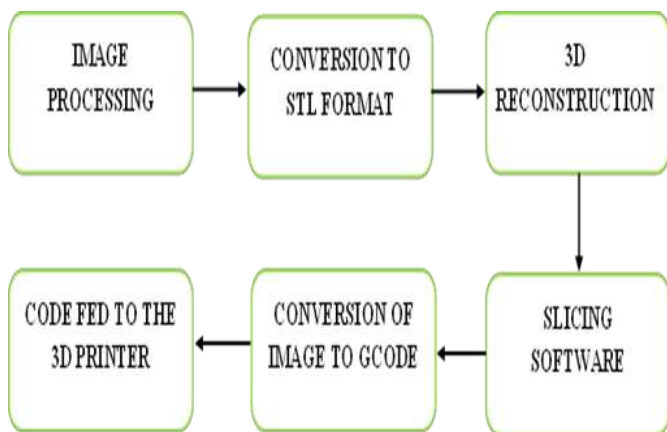 IMAGE
PROCESSING
CONVERSION TO
STL FORMAT
3D
RECONSTRUCTION
SLICING
SOFTWARE
CONVERSION OF
IMAGE TO GCODE
CODE FED TO THE
3D PRINTER